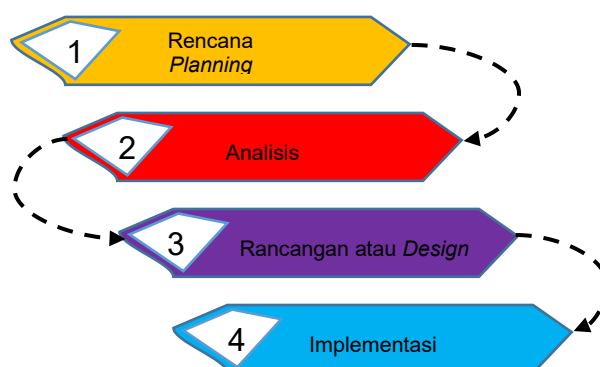 1
Rencana
Planning
2
Analisis
3
Rancangan atau Design
4
Implementasi